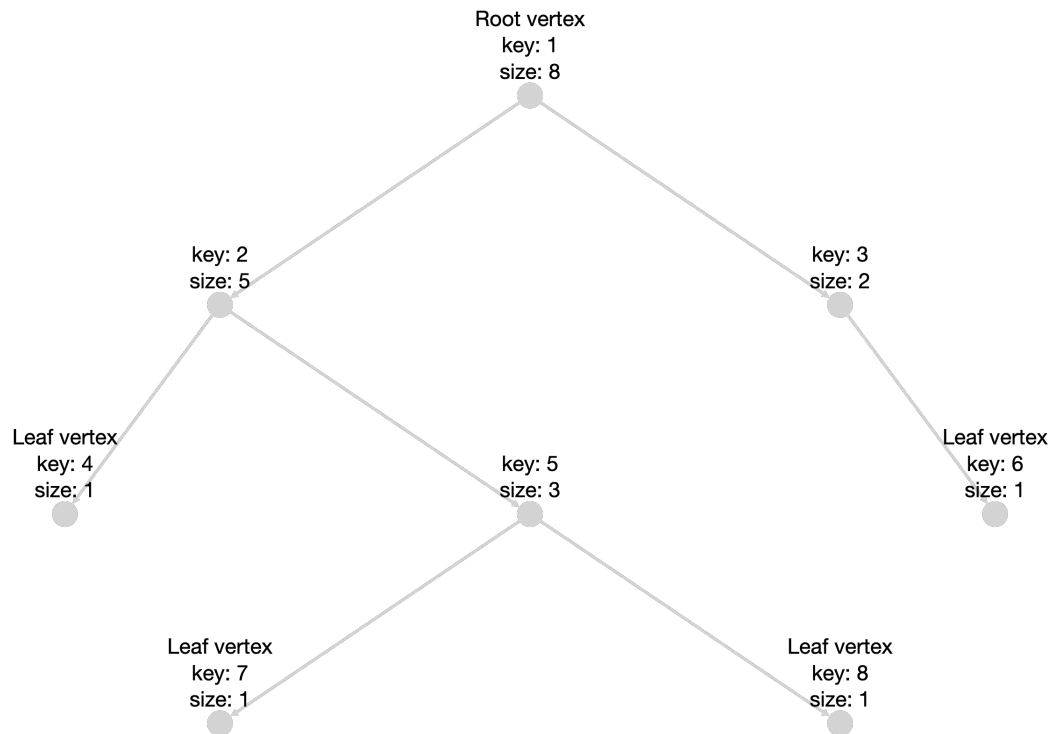 Root vertex
key: 1
size: 8
key: 2
size: 5
key: 3
size: 2
Leaf vertex
key: 4
size: 1
key: 5
size: 3
Leaf vertex
key: 6
size: 1
Leaf vertex
key: 7
size: 1
Leaf vertex
key: 8
size: 1